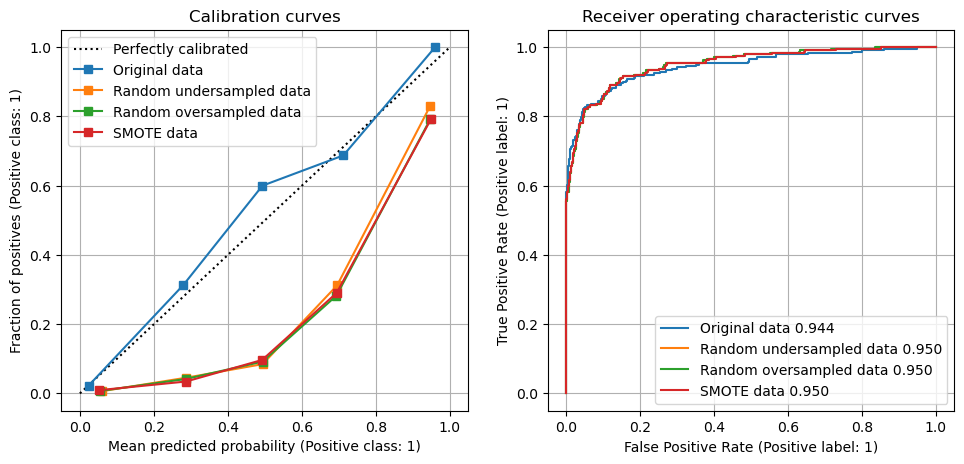 Calibration curves
Fraction of positives (Positive class: 1)
1.0
0.8
0.6
0.4
0.2
0.0
Perfectly calibrated
Original data
Random undersampled data
Random oversampled data
SMOTE data
0.0 0.2 0.4 0.6 0.8 1.0
Mean predicted probability (Positive class: 1)
Receiver operating characteristic curves
True Positive Rate (Positive label: 1)
1.0
0.8
0.6
0.4
0.2
0.0
Original data 0.944
Random undersampled data 0.950
Random oversampled data 0.950
SMOTE data 0.950
0.0 0.2 0.4 0.6 0.8 1.0
False Positive Rate (Positive label: 1)